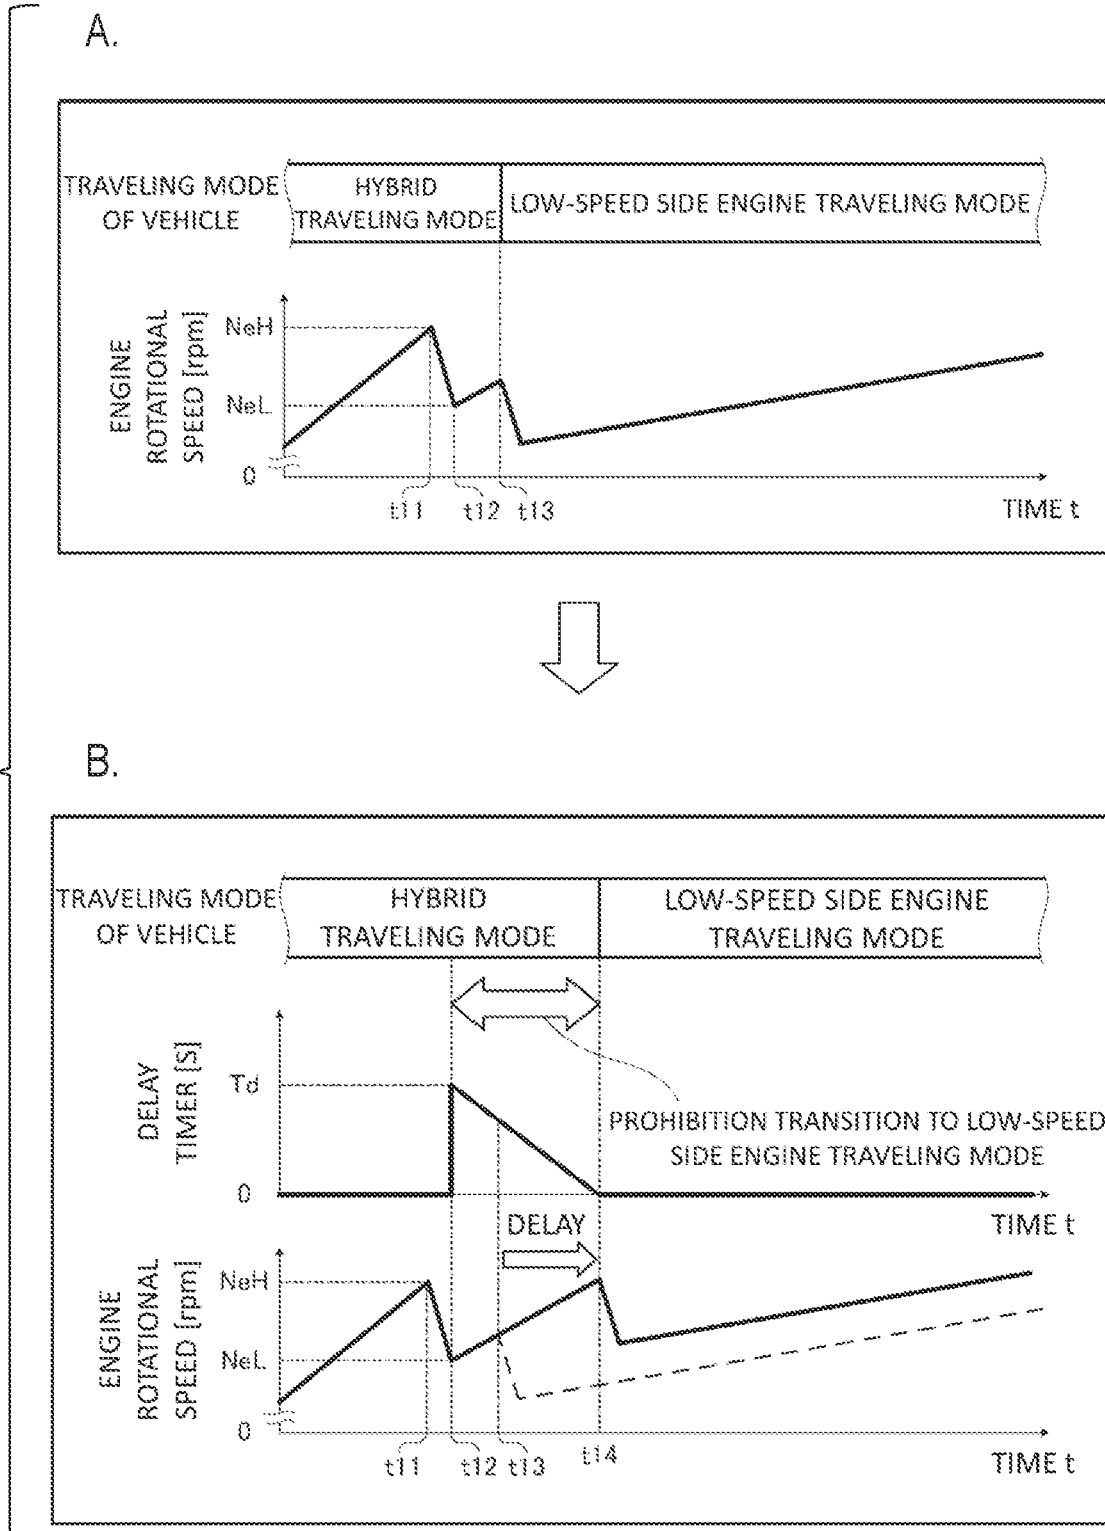 A.
TRAVELING MODE
OF VEHICLE
HYBRID
TRAVELING MODE
LOW-SPEED SIDE ENGINE TRAVELING MODE
ENGINE
ROTATIONAL
SPEED [rpm]
NeH
NeL
0
t11
t12
t13
TIME t
B.
TRAVELING MODE
OF VEHICLE
HYBRID
TRAVELING MODE
LOW-SPEED SIDE ENGINE
TRAVELING MODE
DELAY
TIMER [S]
Td
0
PROHIBITION TRANSITION TO LOW-SPEED
SIDE ENGINE TRAVELING MODE
TIME t
DELAY
ENGINE
ROTATIONAL
SPEED [rpm]
NeH
NeL
0
t11
t12
t13
t14
TIME t